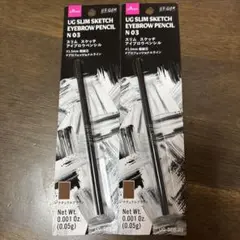 Daiso
UR GLAM
UG SLIM SKETCH
EYEBROW PENCIL
N 03
スリム スケッチ
アイブロウペンシル
Net Wt.
0.001 Oz.
(0.05g)
Daiso
UR GLAM
UG SLIM SKETCH
EYEBROW PENCIL
N 03
スリム スケッチ
アイブロウペンシル
Net Wt.
0.001 Oz.
(0.05g)